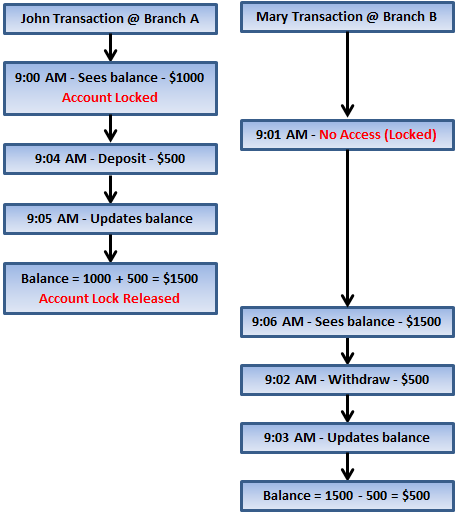 John Transaction @ Branch A
9:00 AM - Sees balance - $1000
Account Locked
9:04 AM - Deposit - $500
9:05 AM - Updates balance
Balance = 1000 + 500 = $1500
Account Lock Released
Mary Transaction @ Branch B
9:01 AM - No Access (Locked)
9:06 AM - Sees balance - $1500
9:02 AM - Withdraw - $500
9:03 AM - Updates balance
Balance = 1500 - 500 = $500